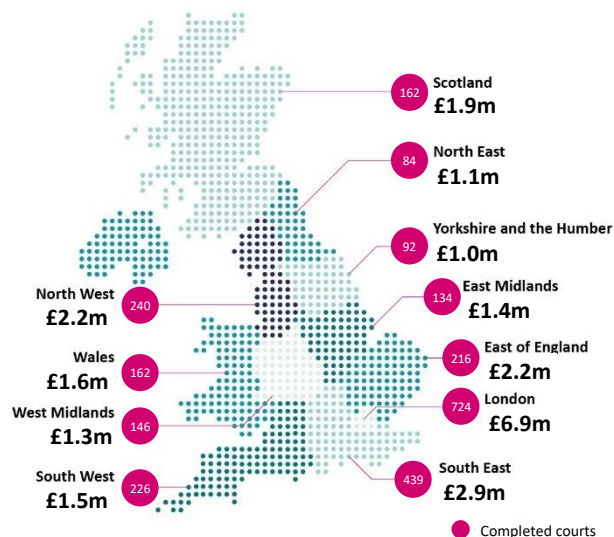 162
Scotland
£1.9m
84
North East
£1.1m
92
Yorkshire and the Humber
£1.0m
North West
240
£2.2m
134
East Midlands
£1.4m
Wales
162
£1.6m
216
East of England
£2.2m
West Midlands
146
£1.3m
724
London
£6.9m
South West
226
£1.5m
439
South East
£2.9m
Completed courts